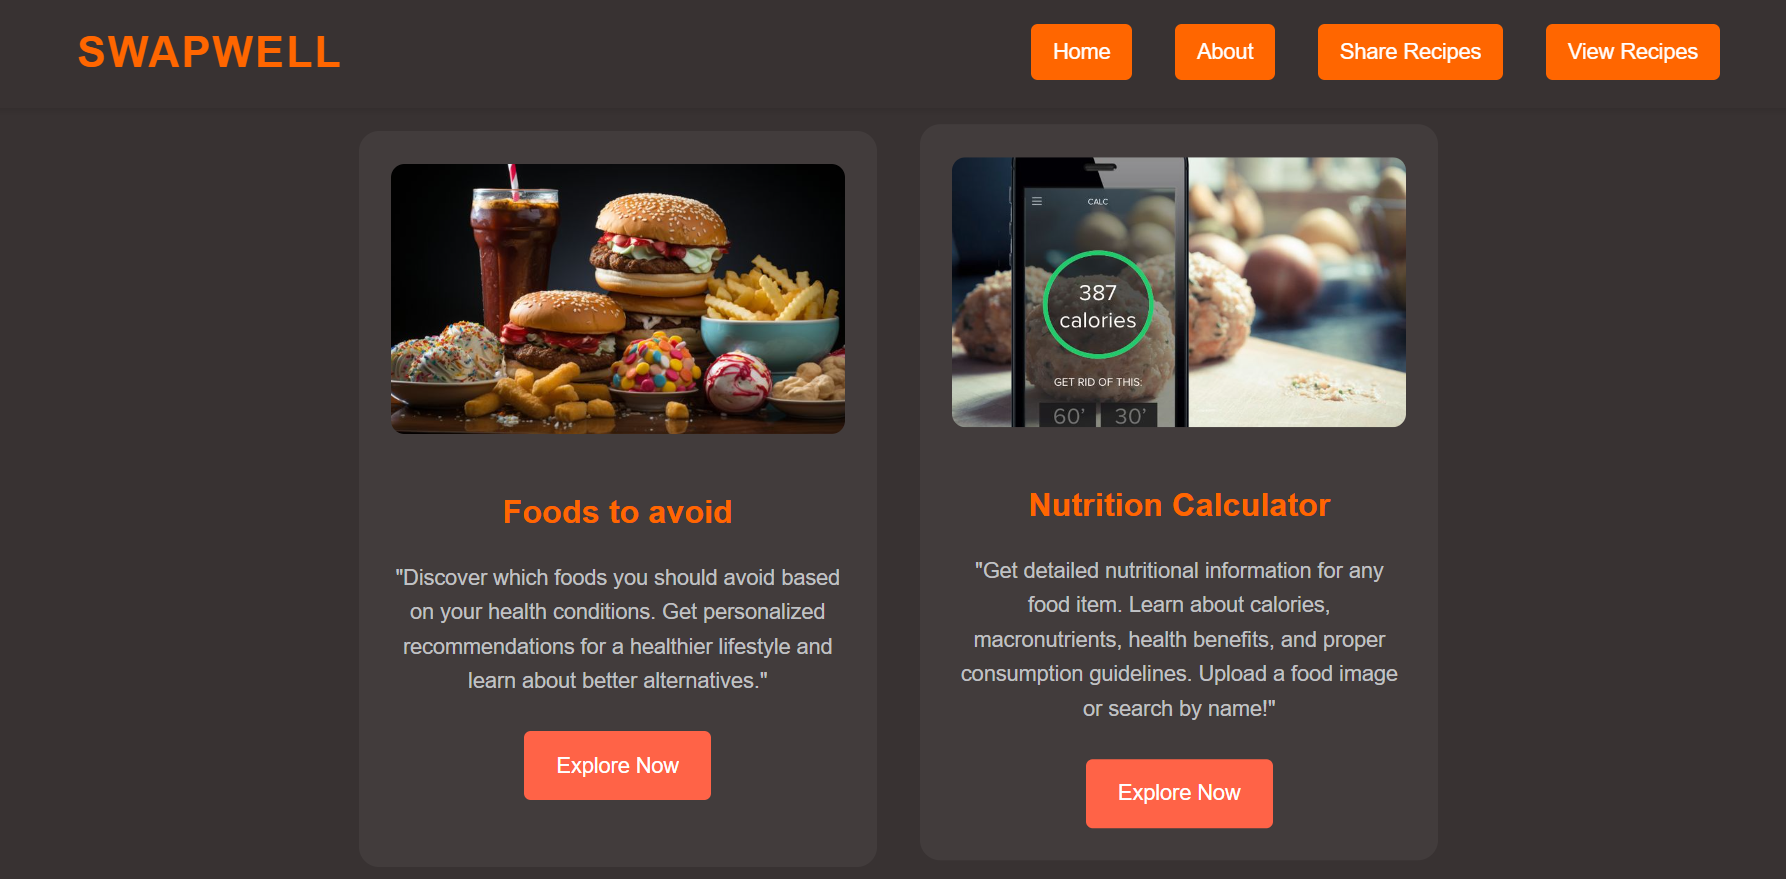 SWAPWELL
Home
About
Share Recipes
View Recipes
Foods to avoid
"Discover which foods you should avoid based
on your health conditions. Get personalized
recommendations for a healthier lifestyle and
learn about better alternatives."
Explore Now
CALC
387
calories
GET RID OF THIS:
60’ 30’
Nutrition Calculator
"Get detailed nutritional information for any
food item. Learn about calories,
macronutrients, health benefits, and proper
consumption guidelines. Upload a food image
or search by name!"
Explore Now